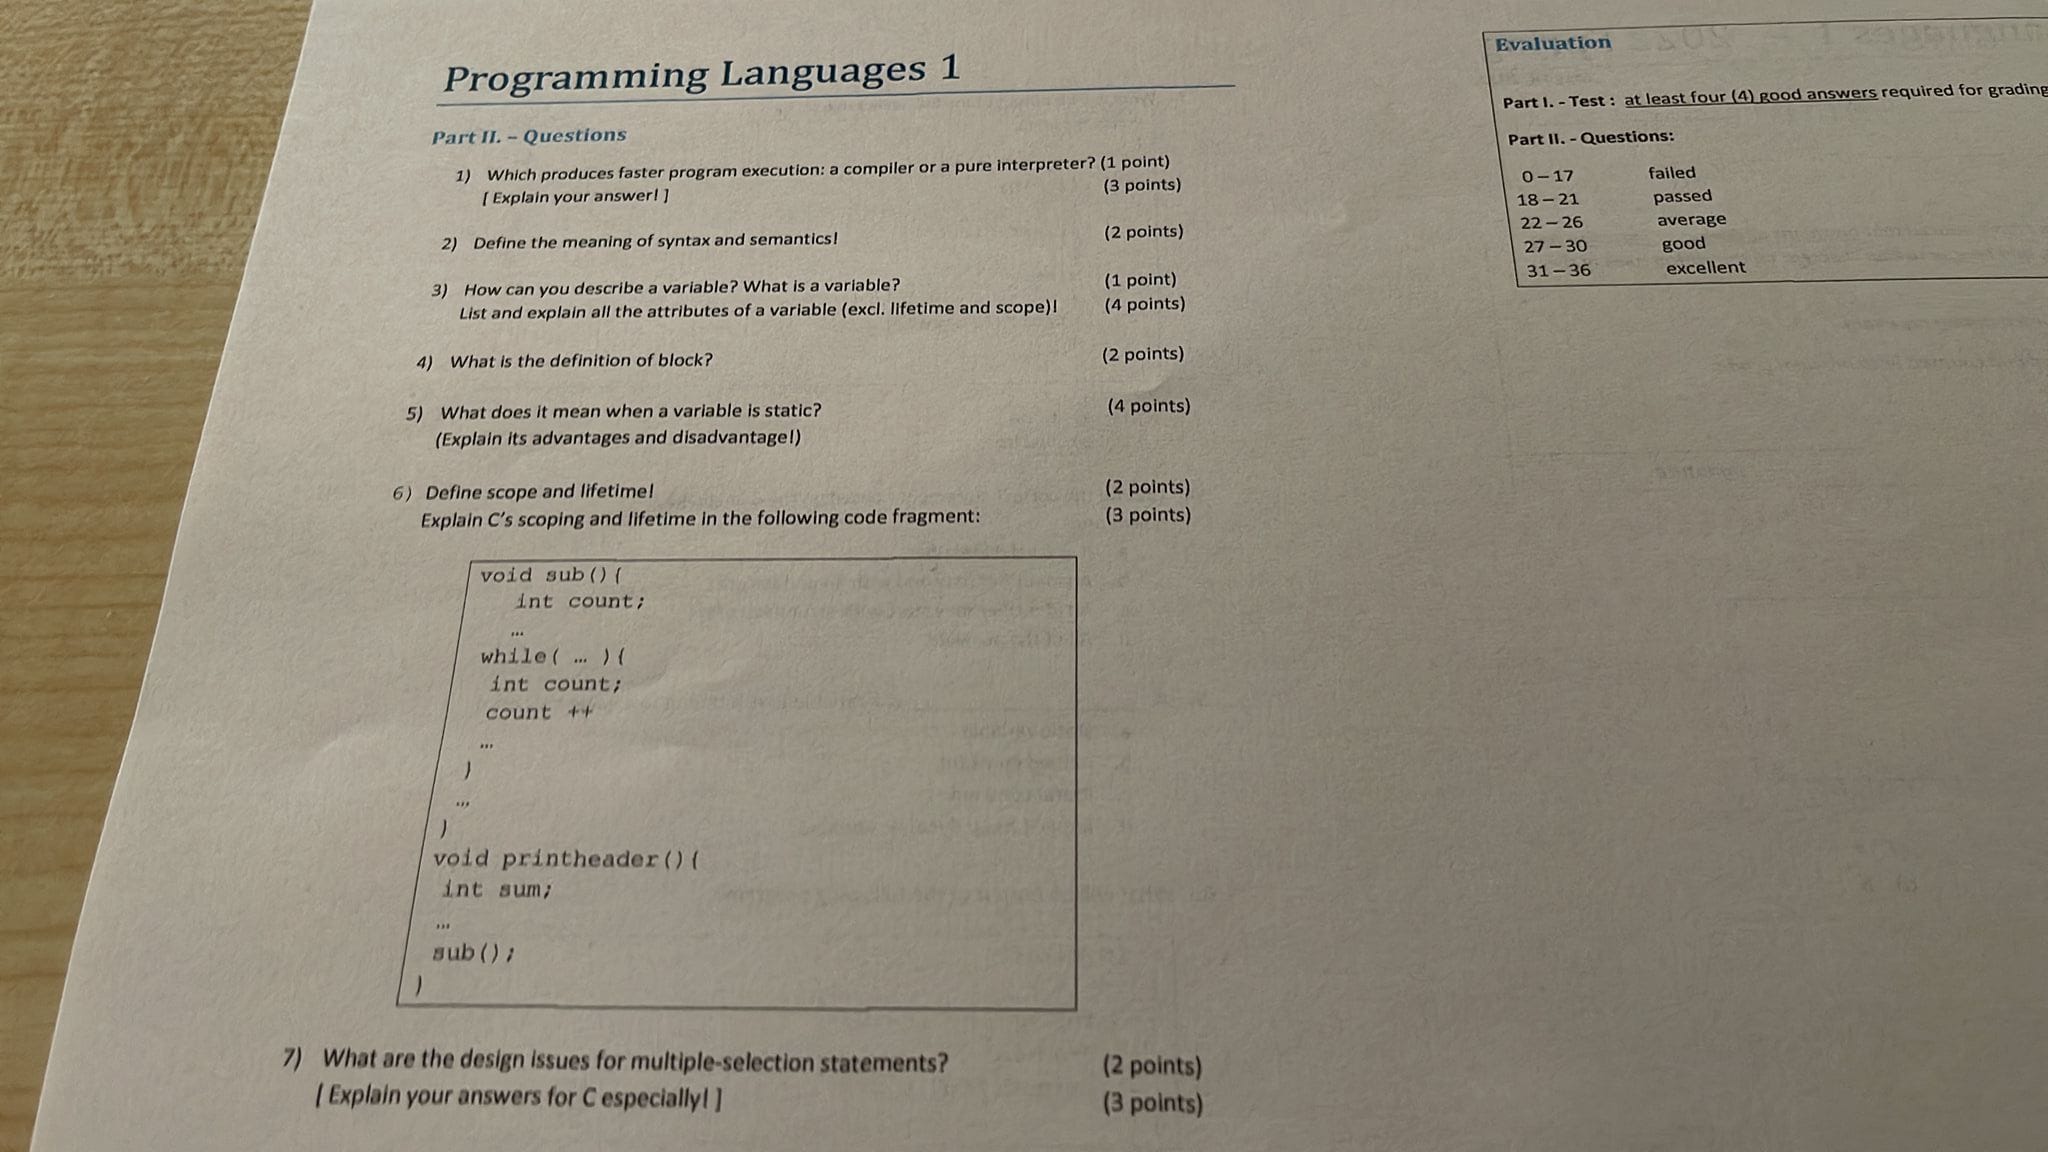 Programming Languages 1
Part II. – Questions
1) Which produces faster program execution: a compiler or a pure interpreter? (1 point)
[ Explain your answer! ] (3 points)
2) Define the meaning of syntax and semantics! (2 points)
3) How can you describe a variable? What is a variable? (1 point)
List and explain all the attributes of a variable (excl. lifetime and scope)! (4 points)
4) What is the definition of block? (2 points)
5) What does it mean when a variable is static? (4 points)
(Explain its advantages and disadvantage!)
6) Define scope and lifetime! (2 points)
Explain C's scoping and lifetime in the following code fragment: (3 points)
void sub(){
int count;
…
while( … ){
int count;
count ++
…
}
…
}
void printheader(){
int sum;
…
sub();
}
7) What are the design issues for multiple-selection statements? (2 points)
[ Explain your answers for C especially! ] (3 points)
Evaluation
Part I. - Test : at least four (4) good answers required for grading
Part II. - Questions:
0 – 17 failed
18 – 21 passed
22 – 26 average
27 – 30 good
31 – 36 excellent